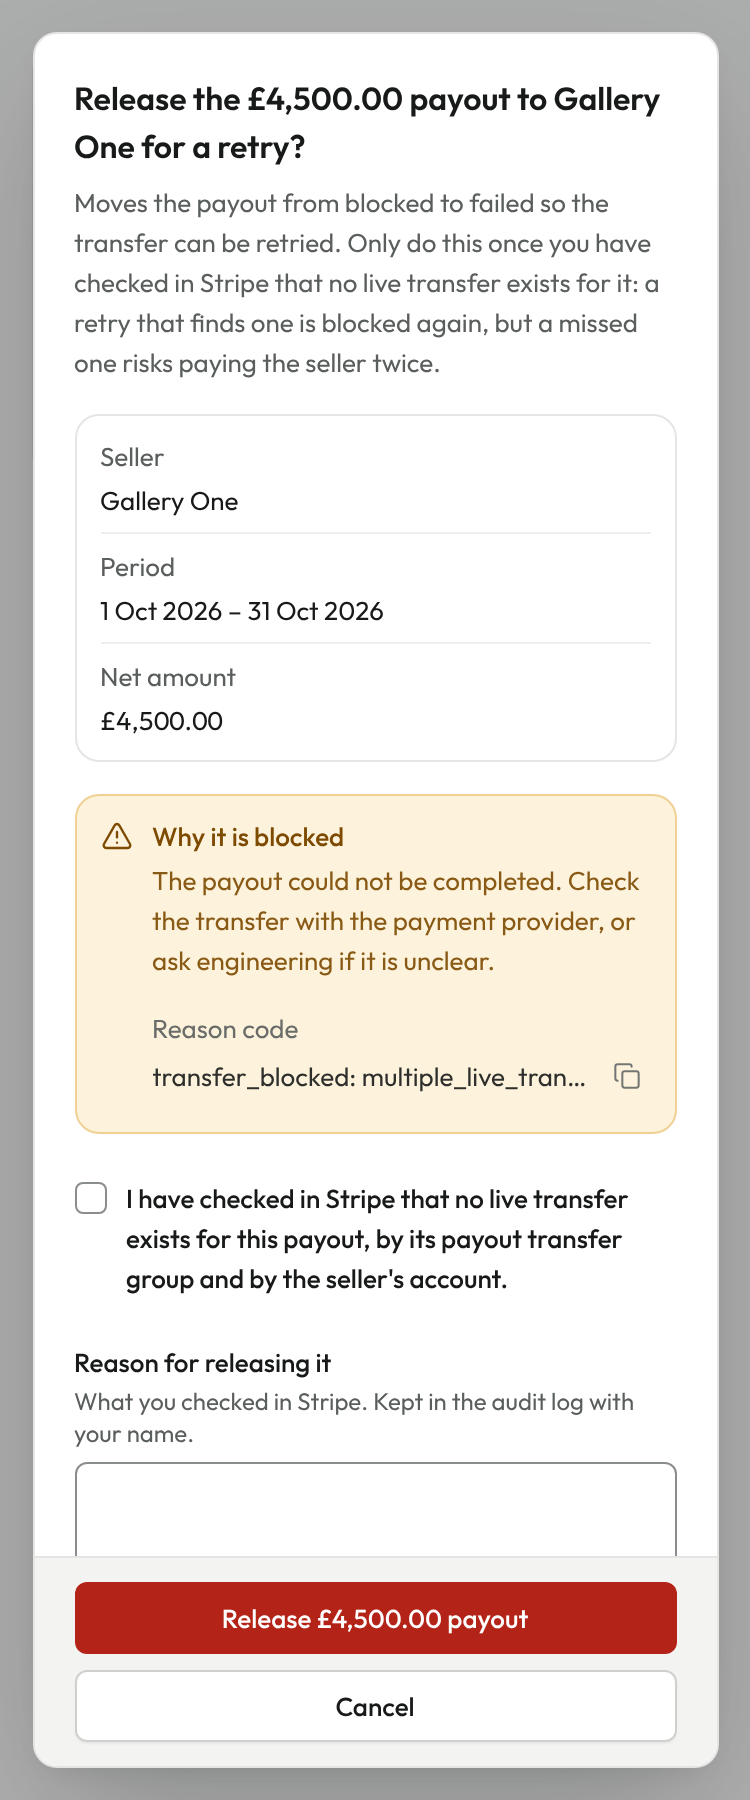 Release the £4,500.00 payout to Gallery
One for a retry?
Moves the payout from blocked to failed so the
transfer can be retried. Only do this once you have
checked in Stripe that no live transfer exists for it: a
retry that finds one is blocked again, but a missed
one risks paying the seller twice.
Seller
Gallery One
Period
1 Oct 2026 – 31 Oct 2026
Net amount
£4,500.00
Why it is blocked
The payout could not be completed. Check
the transfer with the payment provider, or
ask engineering if it is unclear.
Reason code
transfer_blocked: multiple_live_tran...
I have checked in Stripe that no live transfer
exists for this payout, by its payout transfer
group and by the seller's account.
Reason for releasing it
What you checked in Stripe. Kept in the audit log with
your name.
Release £4,500.00 payout
Cancel